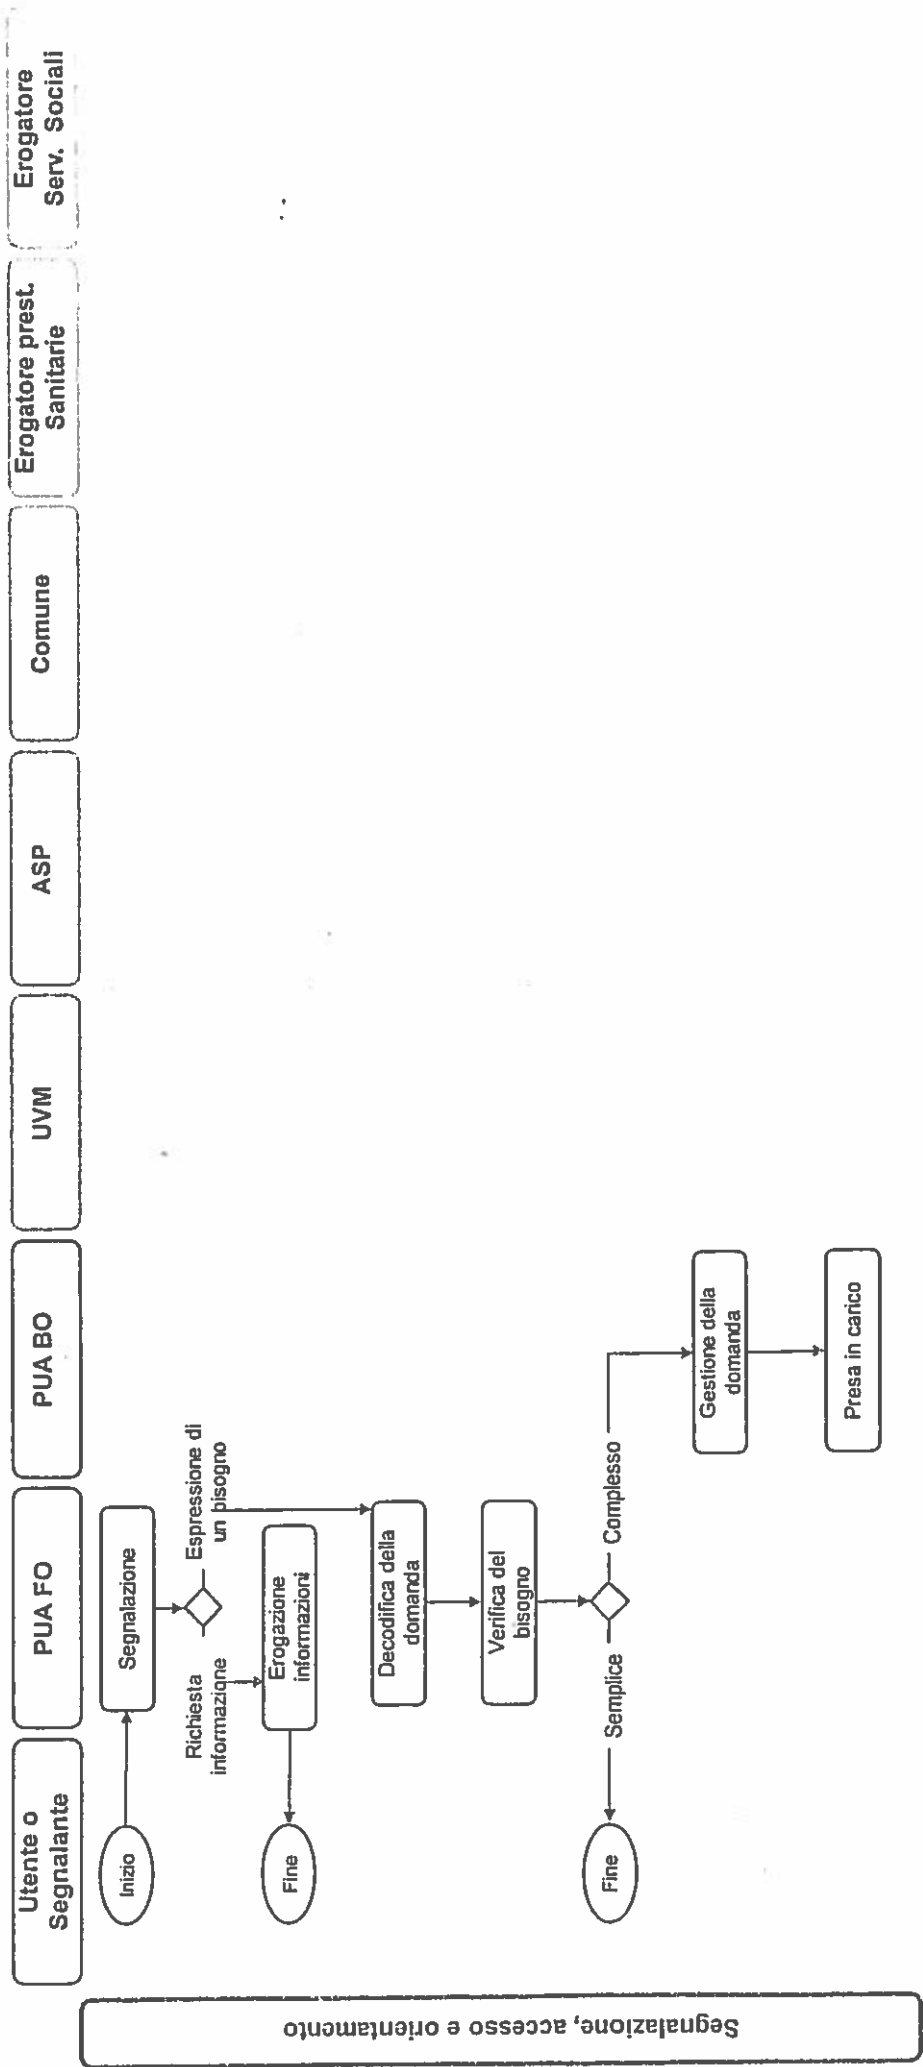 Utente o
Segnalante
PUA FO
PUA BO
UVM
ASP
Comune
Erogatore prest.
Sanitarie
Erogatore
Serv. Sociali
Segnalazione, accesso e orientamento
Inizio
Segnalazione
Richiesta
informazione
Espressione di
un bisogno
Fine
Erogazione
informazioni
Decodifica della
domanda
Verifica del
bisogno
Fine
Semplice
Complesso
Gestione della
domanda
Presa in carico